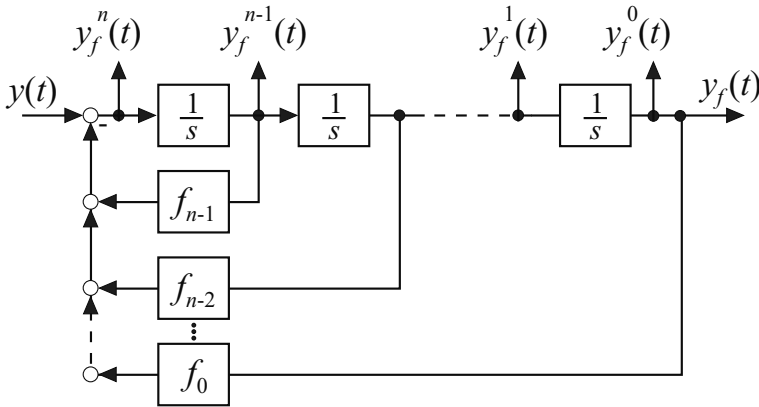 y_f^n(t) y_f^{n-1}(t) y_f^1(t) y_f^0(t)
y(t) - 1/s 1/s 1/s y_f(t)
f_{n-1}
f_{n-2}
f_0